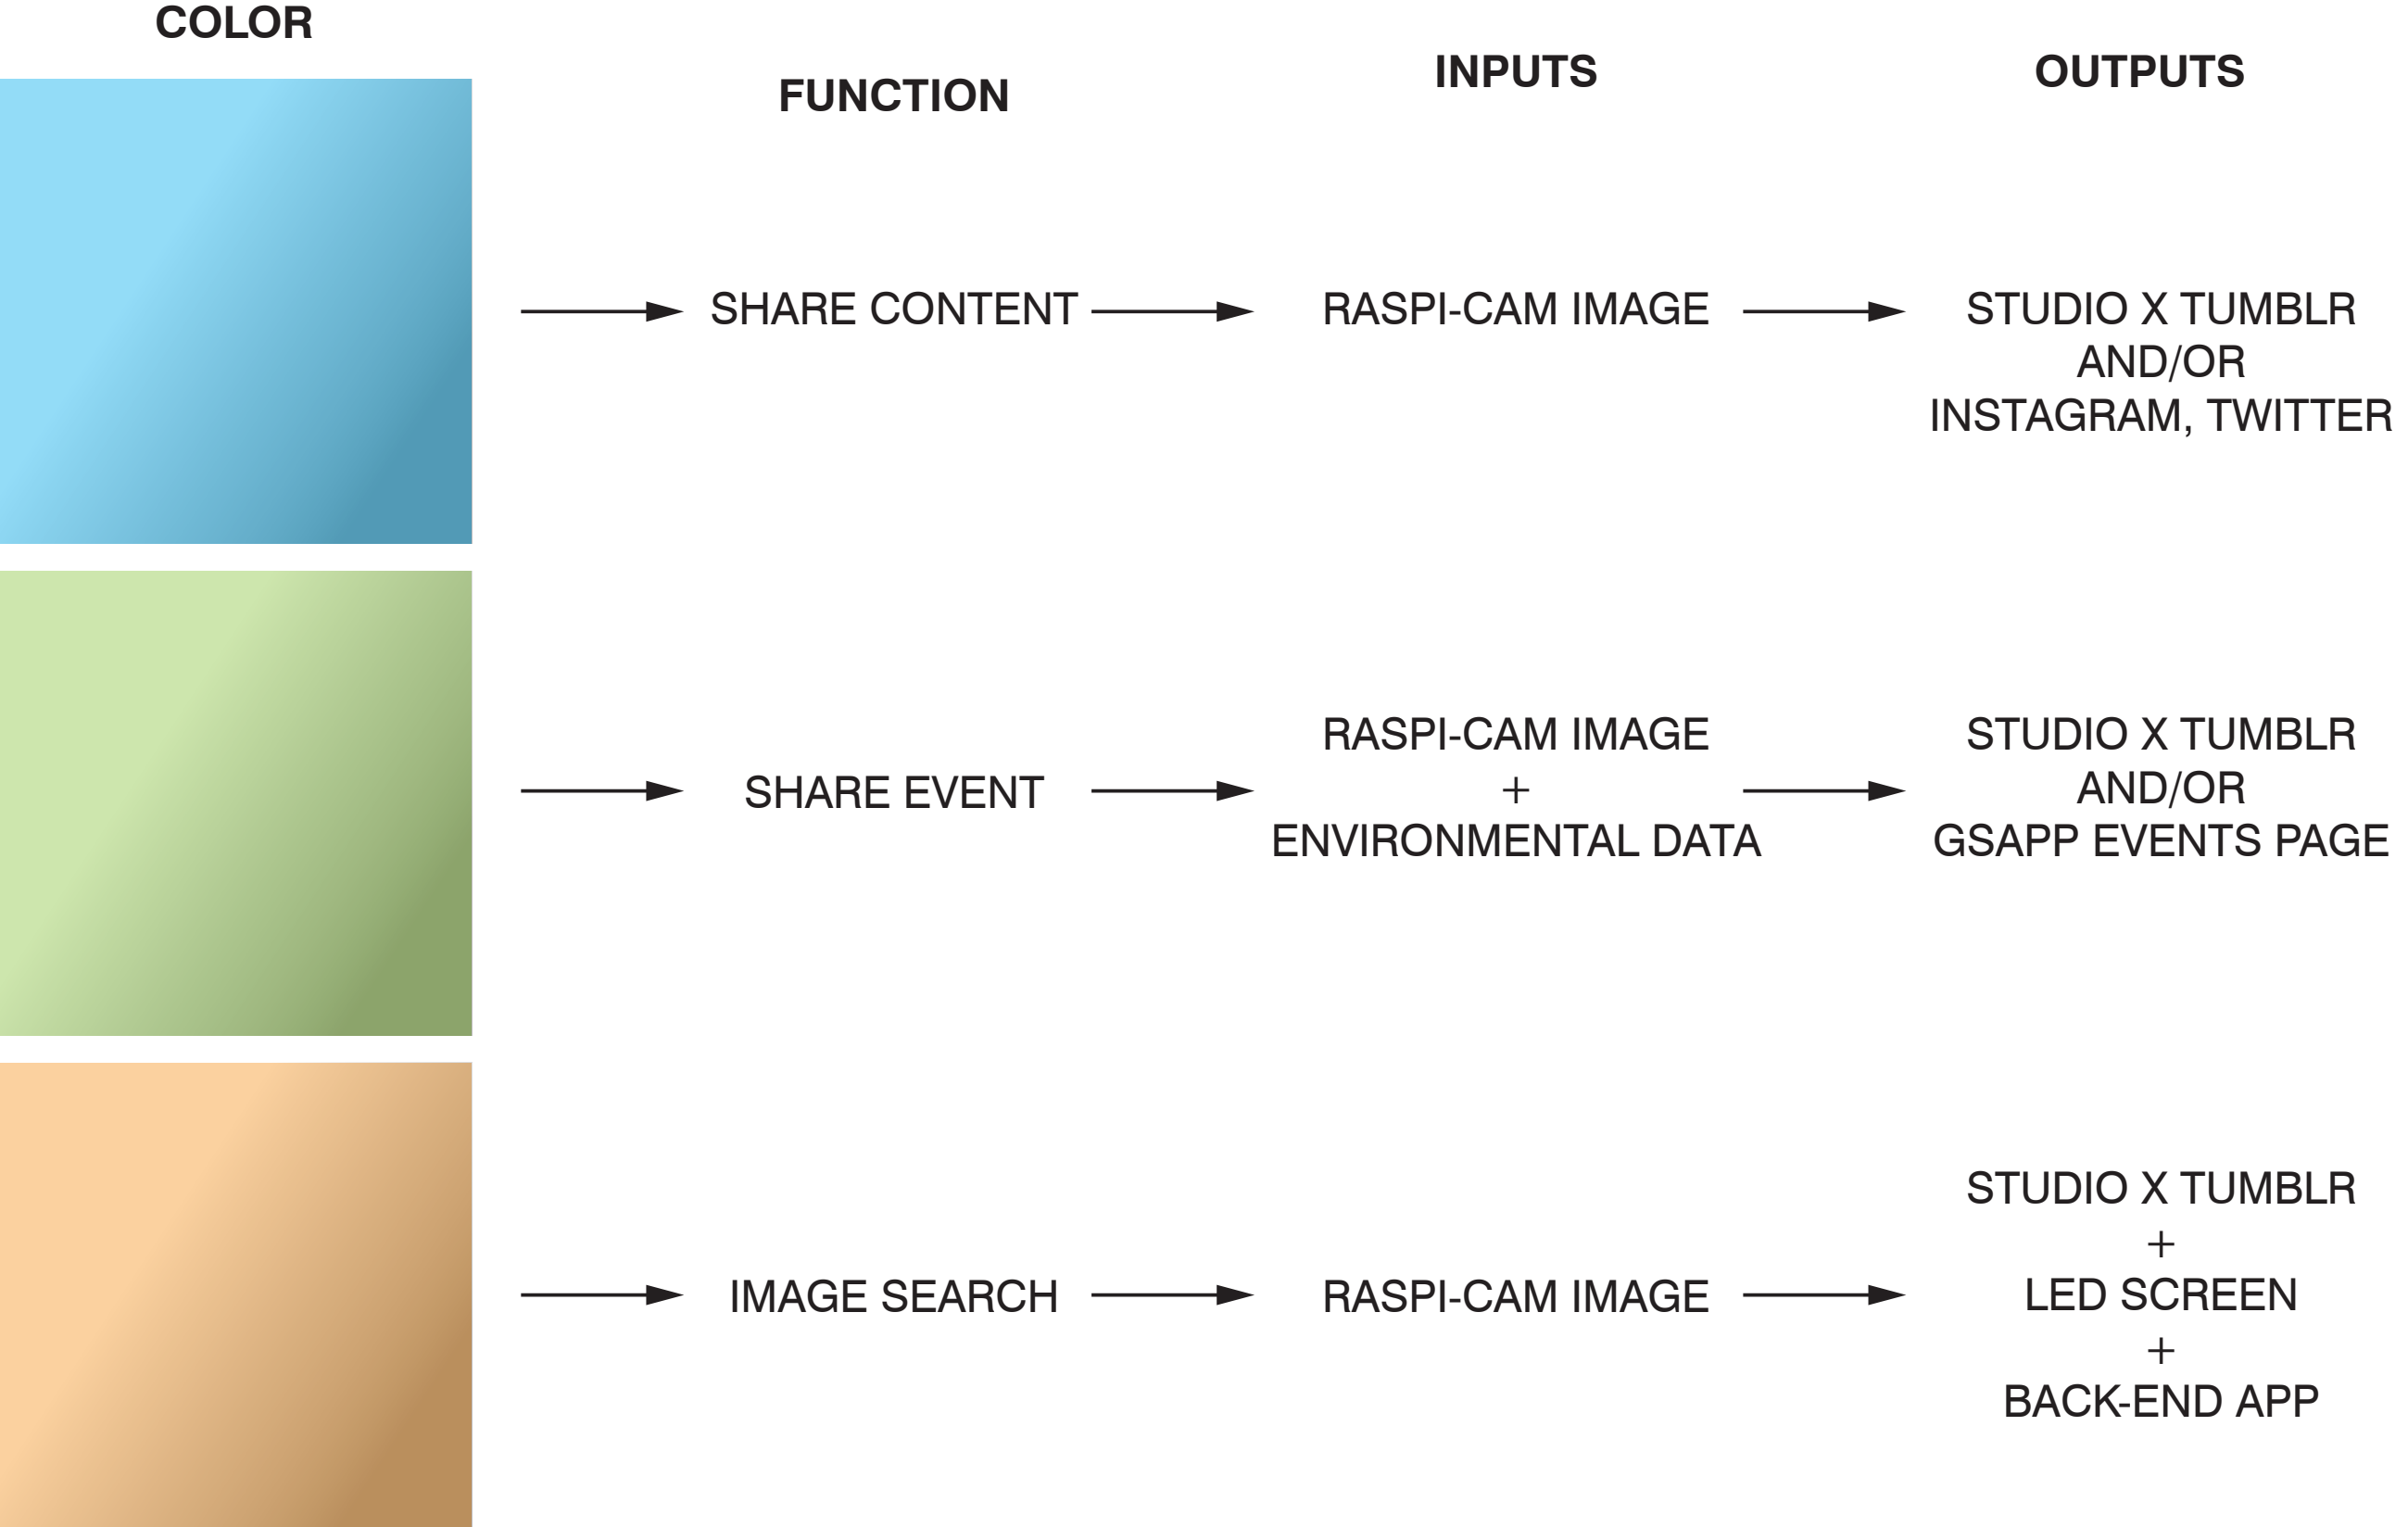 COLOR
FUNCTION
INPUTS
OUTPUTS
SHARE CONTENT
RASPI-CAM IMAGE
STUDIO X TUMBLR
AND/OR
INSTAGRAM, TWITTER
SHARE EVENT
RASPI-CAM IMAGE
+
ENVIRONMENTAL DATA
STUDIO X TUMBLR
AND/OR
GSAPP EVENTS PAGE
IMAGE SEARCH
RASPI-CAM IMAGE
STUDIO X TUMBLR
+
LED SCREEN
+
BACK-END APP